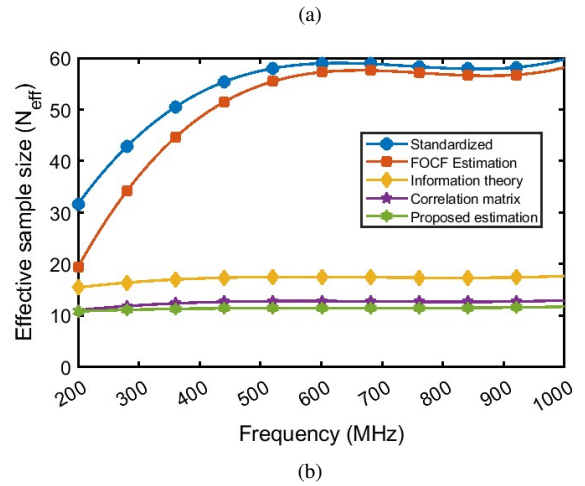 (a)
60
50
40
30
20
10
0
Effective sample size (N_eff)
Standardized
FOCF Estimation
Information theory
Correlation matrix
Proposed estimation
200 300 400 500 600 700 800 900 1000
Frequency (MHz)
(b)